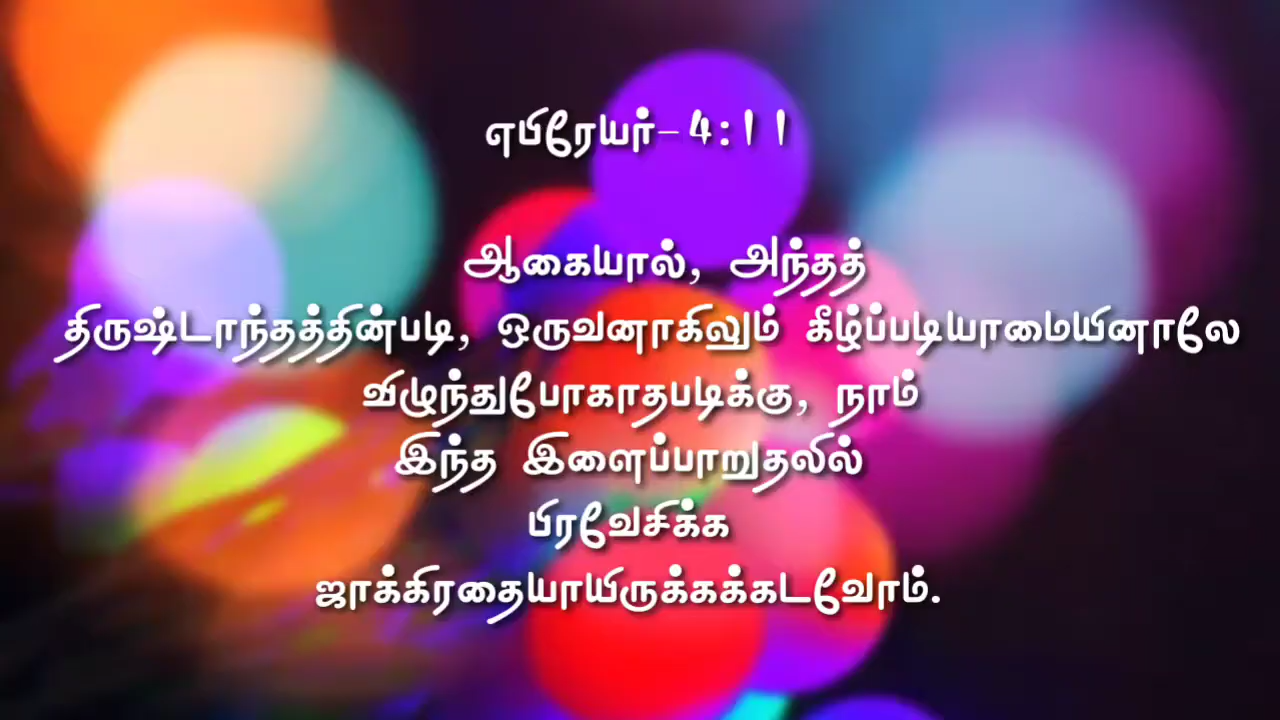 எபிரேயர்-4:11
ஆகையால், அந்தத்
திருஷ்டாந்தத்தின்படி, ஒருவனாகிலும் கீழ்ப்படியாமையினாலே
விழுந்துபோகாதபடிக்கு, நாம்
இந்த இளைப்பாறுதலில்
பிரவேசிக்க
ஜாக்கிரதையாயிருக்கக்கடவோம்.